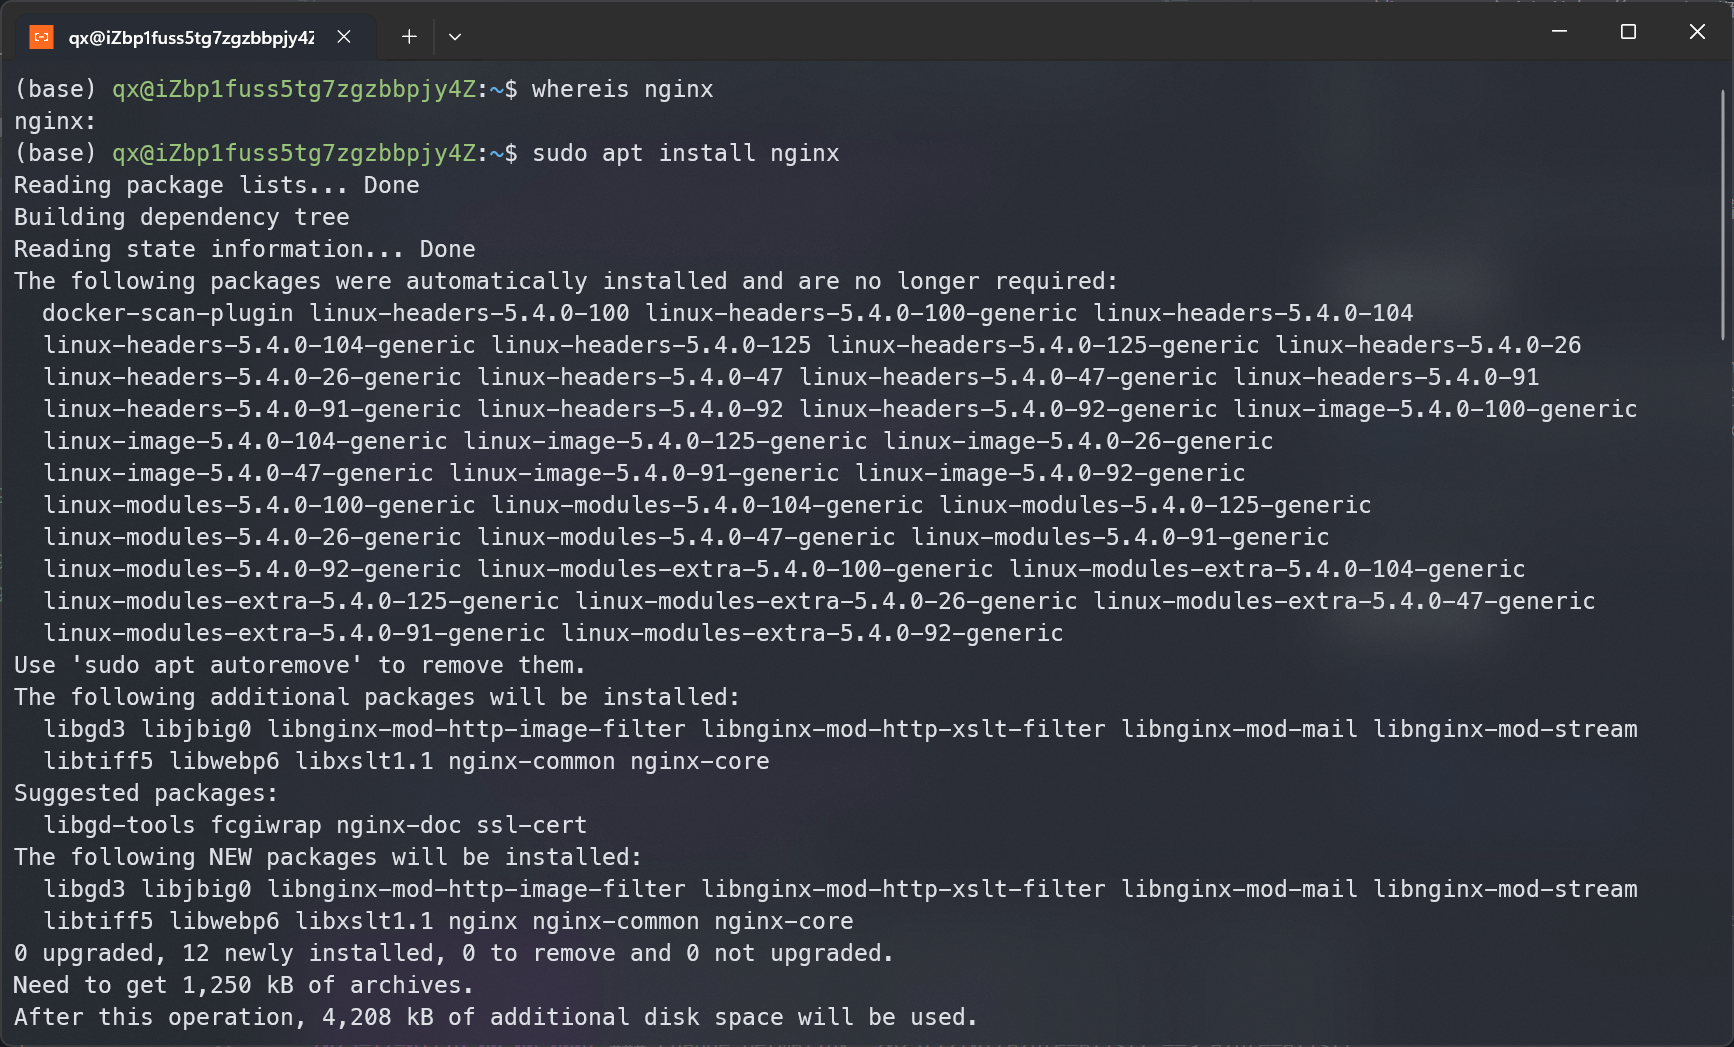 qx@iZbp1fuss5tg7zgzbbpjy4Z
(base) qx@iZbp1fuss5tg7zgzbbpjy4Z:~$ whereis nginx
nginx:
(base) qx@iZbp1fuss5tg7zgzbbpjy4Z:~$ sudo apt install nginx
Reading package lists... Done
Building dependency tree
Reading state information... Done
The following packages were automatically installed and are no longer required:
  docker-scan-plugin linux-headers-5.4.0-100 linux-headers-5.4.0-100-generic linux-headers-5.4.0-104
  linux-headers-5.4.0-104-generic linux-headers-5.4.0-125 linux-headers-5.4.0-125-generic linux-headers-5.4.0-26
  linux-headers-5.4.0-26-generic linux-headers-5.4.0-47 linux-headers-5.4.0-47-generic linux-headers-5.4.0-91
  linux-headers-5.4.0-91-generic linux-headers-5.4.0-92 linux-headers-5.4.0-92-generic linux-image-5.4.0-100-generic
  linux-image-5.4.0-104-generic linux-image-5.4.0-125-generic linux-image-5.4.0-26-generic
  linux-image-5.4.0-47-generic linux-image-5.4.0-91-generic linux-image-5.4.0-92-generic
  linux-modules-5.4.0-100-generic linux-modules-5.4.0-104-generic linux-modules-5.4.0-125-generic
  linux-modules-5.4.0-26-generic linux-modules-5.4.0-47-generic linux-modules-5.4.0-91-generic
  linux-modules-5.4.0-92-generic linux-modules-extra-5.4.0-100-generic linux-modules-extra-5.4.0-104-generic
  linux-modules-extra-5.4.0-125-generic linux-modules-extra-5.4.0-26-generic linux-modules-extra-5.4.0-47-generic
  linux-modules-extra-5.4.0-91-generic linux-modules-extra-5.4.0-92-generic
Use 'sudo apt autoremove' to remove them.
The following additional packages will be installed:
  libgd3 libjbig0 libnginx-mod-http-image-filter libnginx-mod-http-xslt-filter libnginx-mod-mail libnginx-mod-stream
  libtiff5 libwebp6 libxslt1.1 nginx-common nginx-core
Suggested packages:
  libgd-tools fcgiwrap nginx-doc ssl-cert
The following NEW packages will be installed:
  libgd3 libjbig0 libnginx-mod-http-image-filter libnginx-mod-http-xslt-filter libnginx-mod-mail libnginx-mod-stream
  libtiff5 libwebp6 libxslt1.1 nginx nginx-common nginx-core
0 upgraded, 12 newly installed, 0 to remove and 0 not upgraded.
Need to get 1,250 kB of archives.
After this operation, 4,208 kB of additional disk space will be used.